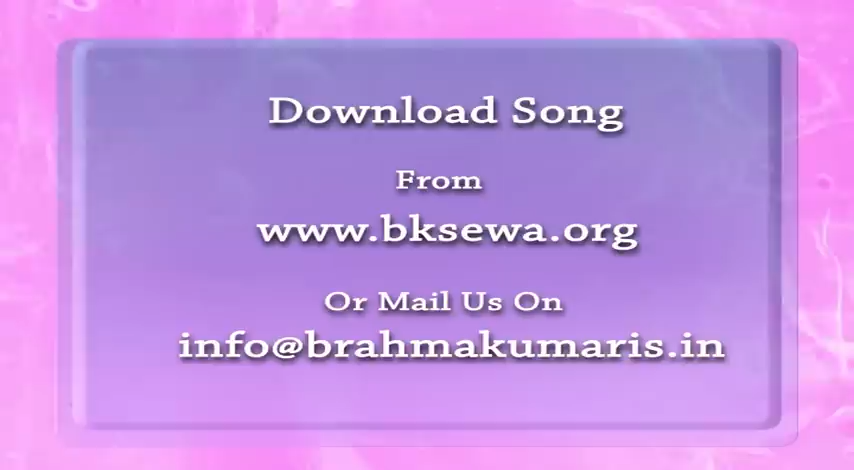 Download Song
From
www.bksewa.org
Or Mail Us On
info@brahmakumaris.in